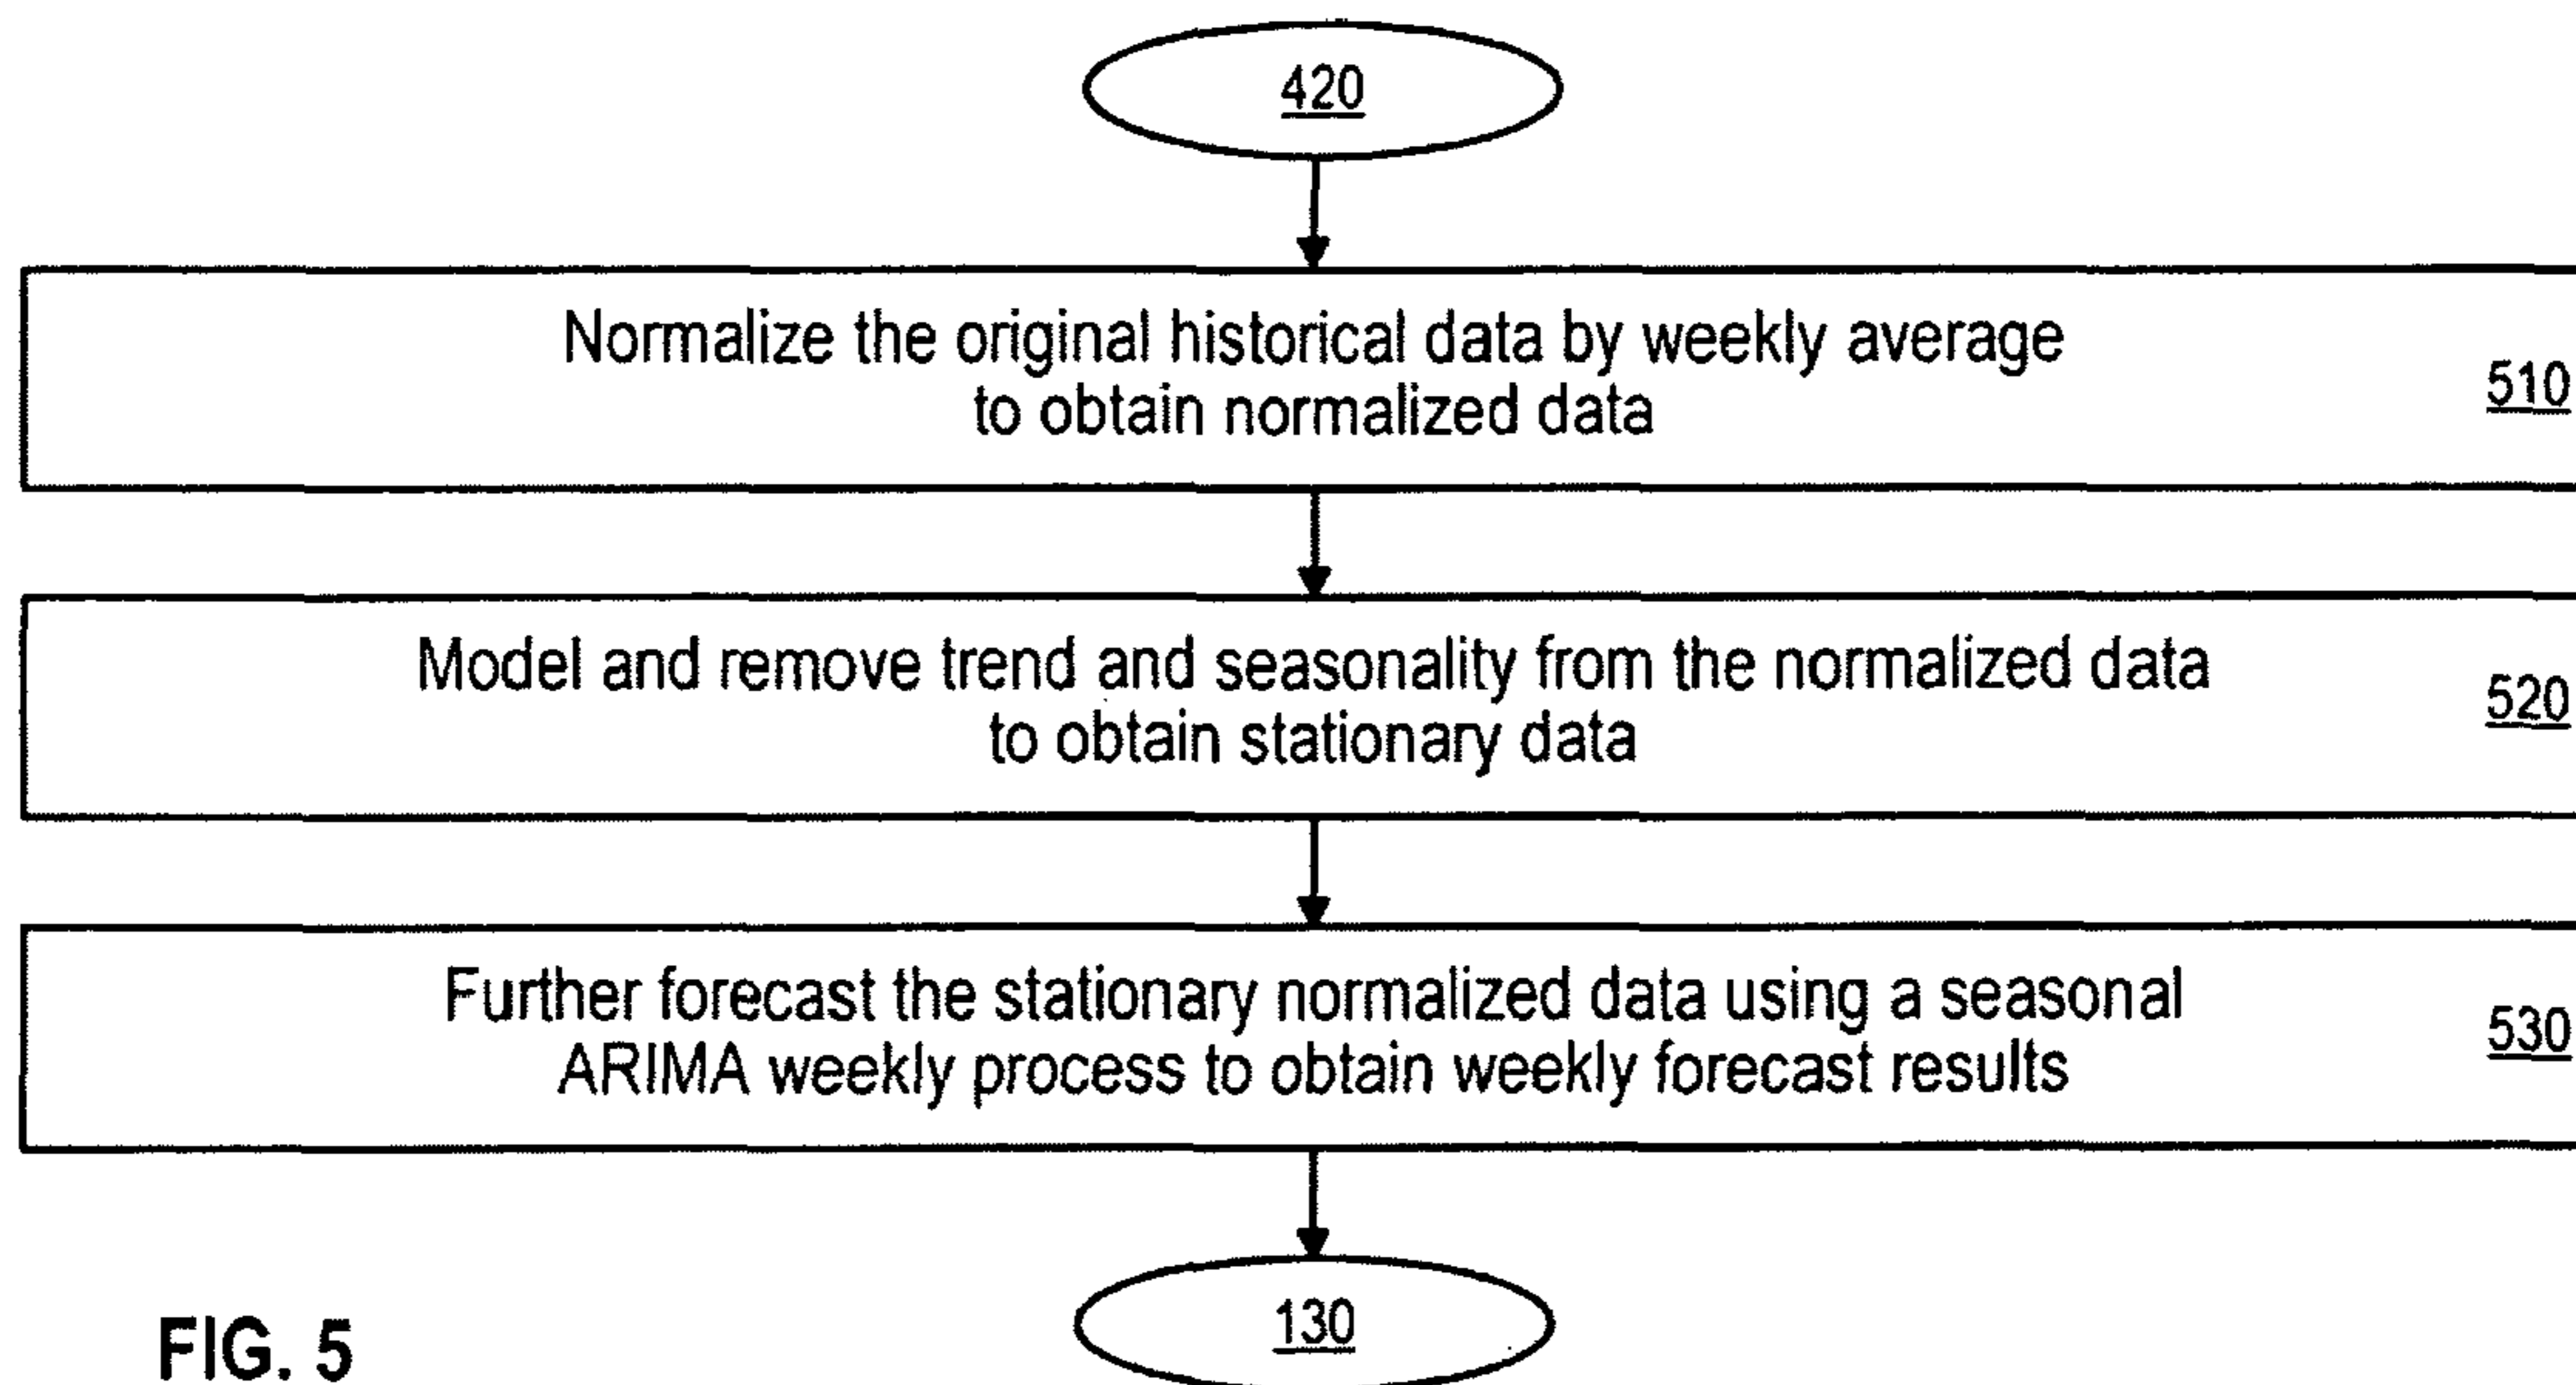 420
Normalize the original historical data by weekly average
to obtain normalized data
510
Model and remove trend and seasonality from the normalized data
to obtain stationary data
520
Further forecast the stationary normalized data using a seasonal
ARIMA weekly process to obtain weekly forecast results
530
130
FIG. 5